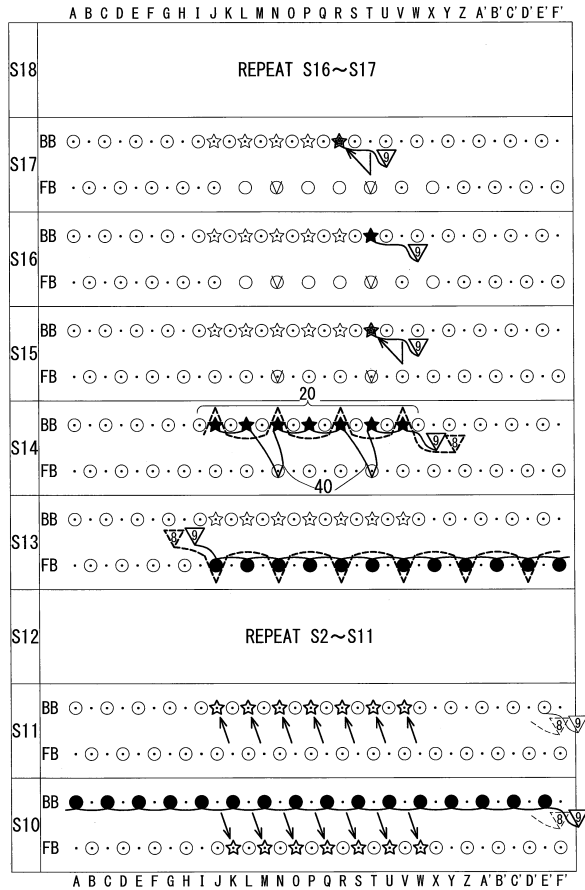 A B C D E F G H I J K L M N O P Q R S T U V W X Y Z A' B' C' D' E' F'
S18 REPEAT S16~S17
S17 BB
9
FB
S16 BB
9
FB
S15 BB
9
FB
20
S14 BB
9 8
FB
40
S13 BB
8 9
FB
S12 REPEAT S2~S11
S11 BB
8 9
FB
S10 BB
8 9
FB
A B C D E F G H I J K L M N O P Q R S T U V W X Y Z A' B' C' D' E' F'